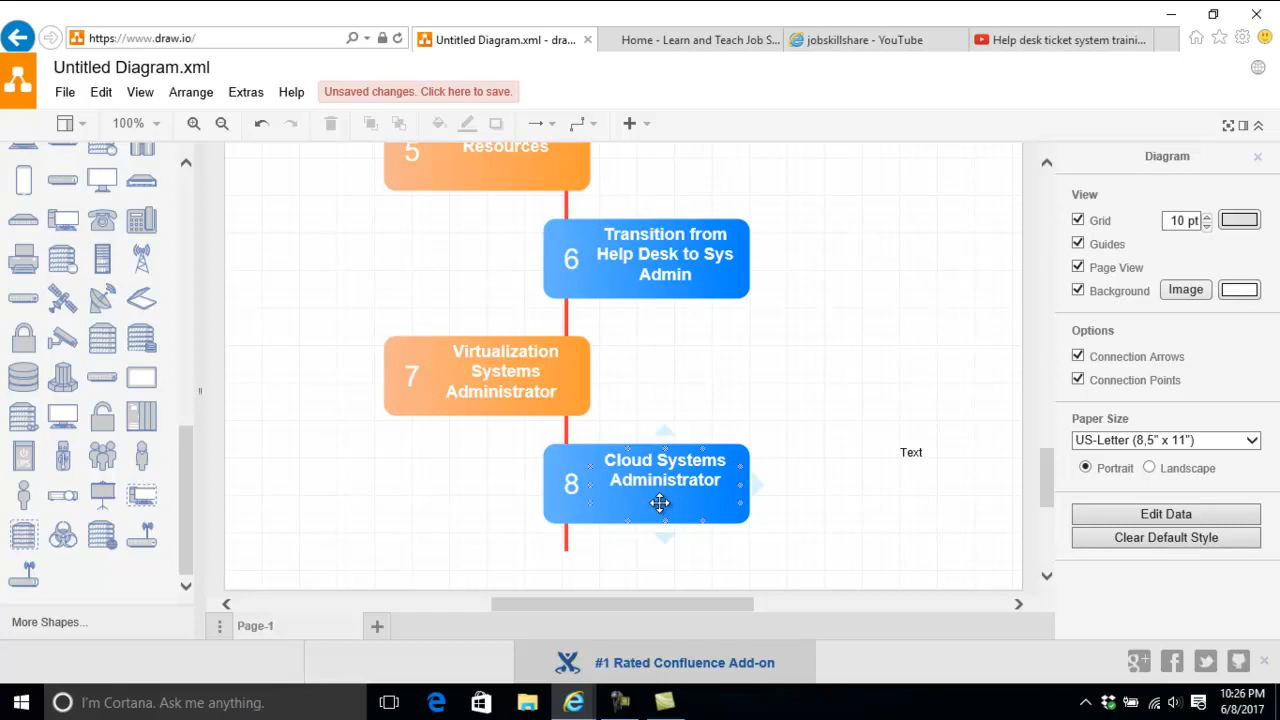 https://www.draw.io/
Untitled Diagram.xml - dra...
Home - Learn and Teach Job S...
jobskillshare - YouTube
Help desk ticket system traini...
Untitled Diagram.xml
File Edit View Arrange Extras Help
Unsaved changes. Click here to save.
100%
Diagram
View
Grid
10 pt
Guides
Page View
Background
Image
Options
Connection Arrows
Connection Points
Paper Size
US-Letter (8,5" x 11")
Portrait
Landscape
Edit Data
Clear Default Style
5
Resources
6
Transition from
Help Desk to Sys
Admin
7
Virtualization
Systems
Administrator
8
Cloud Systems
Administrator
Text
More Shapes...
Page-1
#1 Rated Confluence Add-on
I'm Cortana. Ask me anything.
10:26 PM
6/8/2017